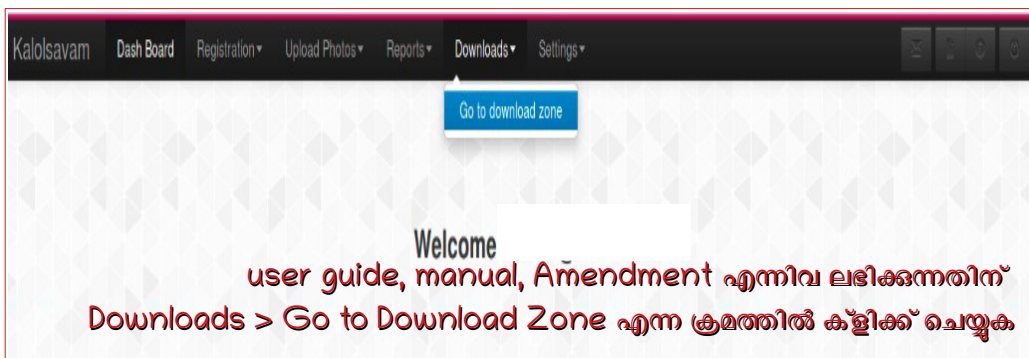 Kalolsavam Dash Board Registration Upload Photos Reports Downloads Settings
Go to download zone
Welcome
user guide, manual, Amendment എന്നിവ ലഭിക്കുന്നതിന്
Downloads > Go to Download Zone എന്ന ക്രമത്തിൽ ക്ളിക്ക് ചെയ്യുക